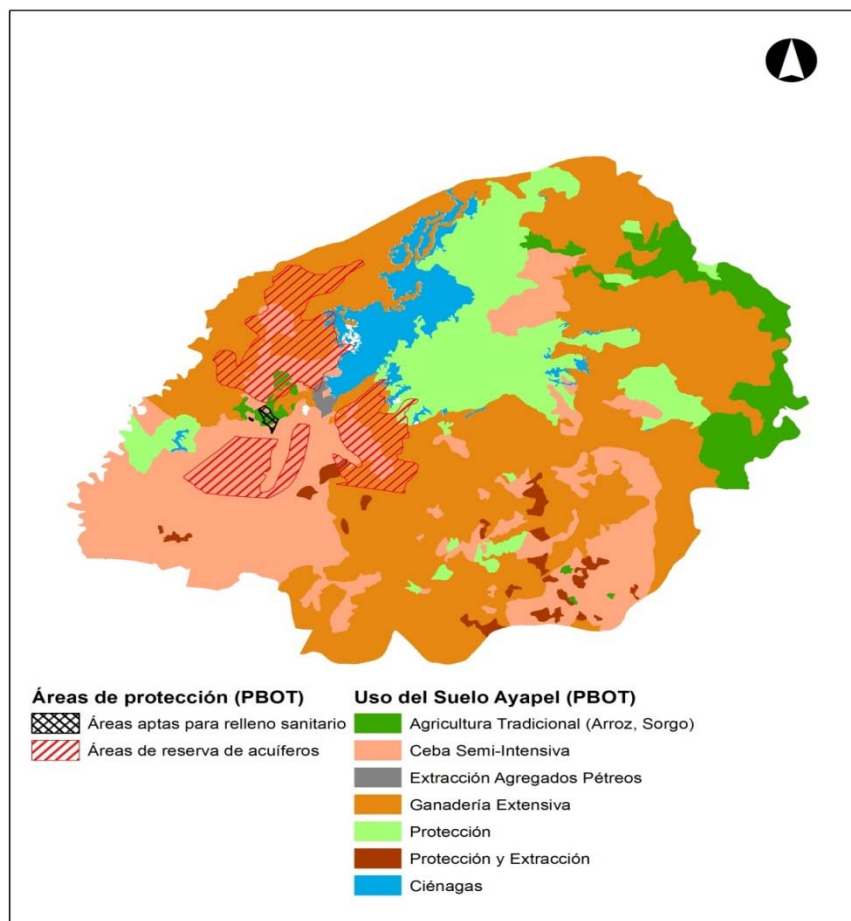 Áreas de protección (PBOT)
Áreas aptas para relleno sanitario
Áreas de reserva de acuíferos
Uso del Suelo Ayapel (PBOT)
Agricultura Tradicional (Arroz, Sorgo)
Ceba Semi-Intensiva
Extracción Agregados Pétreos
Ganadería Extensiva
Protección
Protección y Extracción
Ciénagas